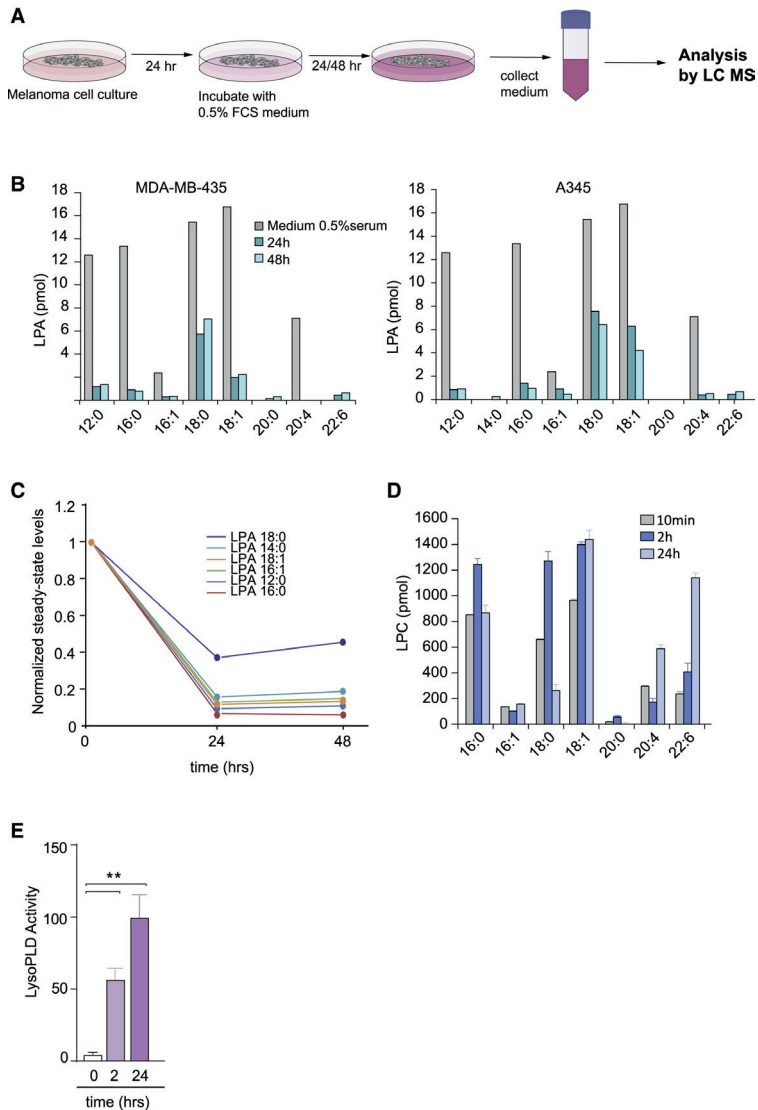 A
24 hr
24/48 hr
Melanoma cell culture
Incubate with
0.5% FCS medium
collect
medium
Analysis
by LC MS
B
MDA-MB-435
LPA (pmol)
18
16
14
12
10
8
6
4
2
Medium 0.5%serum
24h
48h
12:0 16:0 16:1 18:0 18:1 20:0 20:4 22:6
A345
LPA (pmol)
18
16
14
12
10
8
6
4
2
0
12:0 14:0 16:0 16:1 18:0 18:1 20:0 20:4 22:6
C
Normalized steady-state levels
1.2
1
0.8
0.6
0.4
0.2
0
LPA 18:0
LPA 14:0
LPA 18:1
LPA 16:1
LPA 12:0
LPA 16:0
0 24 48
time (hrs)
D
LPC (pmol)
1600
1400
1200
1000
800
600
400
200
0
10min
2h
24h
16:0 16:1 18:0 18:1 20:0 20:4 22:6
E
LysoPLD Activity
150
100
50
0
**
0 2 24
time (hrs)